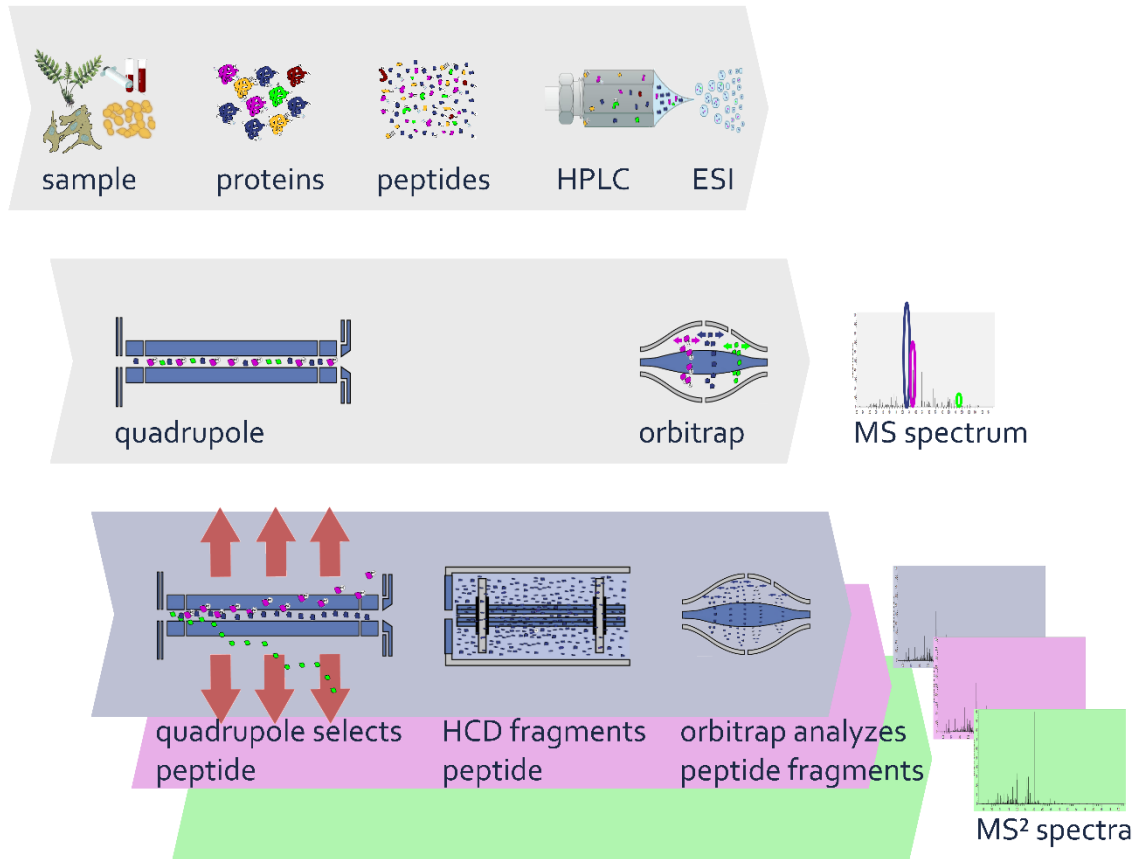 sample
proteins
peptides
HPLC
ESI
quadrupole
orbitrap
MS spectrum
quadrupole selects
peptide
HCD fragments
peptide
orbitrap analyzes
peptide fragments
MS² spectra